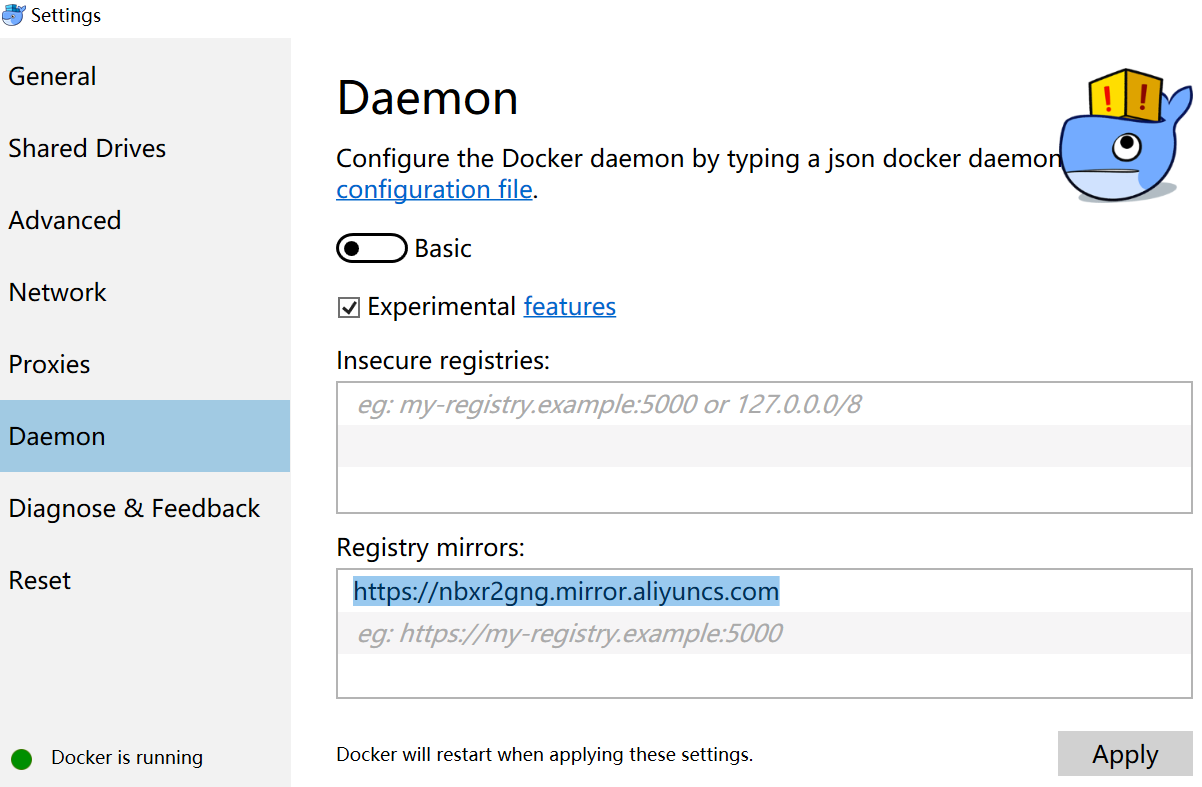 Settings
General
Shared Drives
Advanced
Network
Proxies
Daemon
Diagnose & Feedback
Reset
Docker is running
Daemon
Configure the Docker daemon by typing a json docker daemon
configuration file.
Basic
Experimental features
Insecure registries:
eg: my-registry.example:5000 or 127.0.0.0/8
Registry mirrors:
https://nbxr2gng.mirror.aliyuncs.com
eg: https://my-registry.example:5000
Docker will restart when applying these settings.
Apply